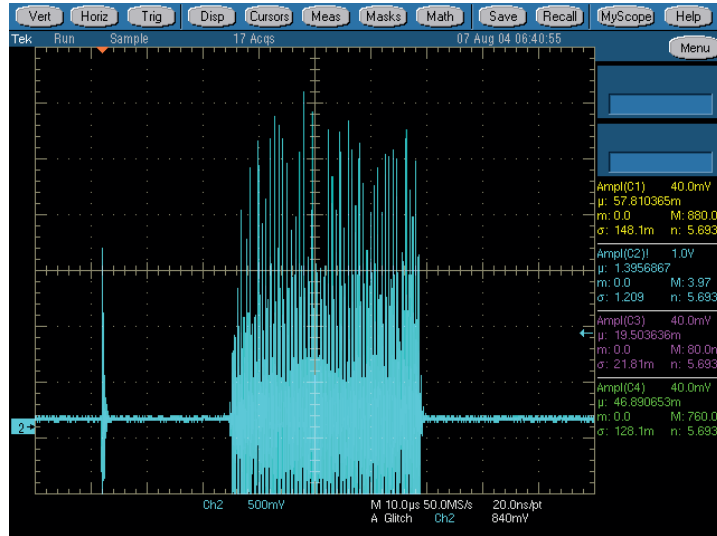 Vert Horiz Trig Disp Cursors Meas Masks Math Save Recall MyScope Help
Tek Run Sample 17 Acqs 07 Aug 04 06:40:55
Menu
Ampl(C1) 40.0mV
µ: 57.810365m
m: 0.0 M: 880.0
σ: 148.1m n: 5.693
Ampl(C2)! 1.0V
µ: 1.3956867
m: 0.0 M: 3.97
σ: 1.209 n: 5.693
Ampl(C3) 40.0mV
µ: 19.503636m
m: 0.0 M: 80.0n
σ: 21.81m n: 5.693
Ampl(C4) 40.0mV
µ: 46.890653m
m: 0.0 M: 760.0
σ: 128.1m n: 5.693
2
Ch2 500mV M 10.0µs 50.0MS/s 20.0ns/pt
A Glitch Ch2 840mV